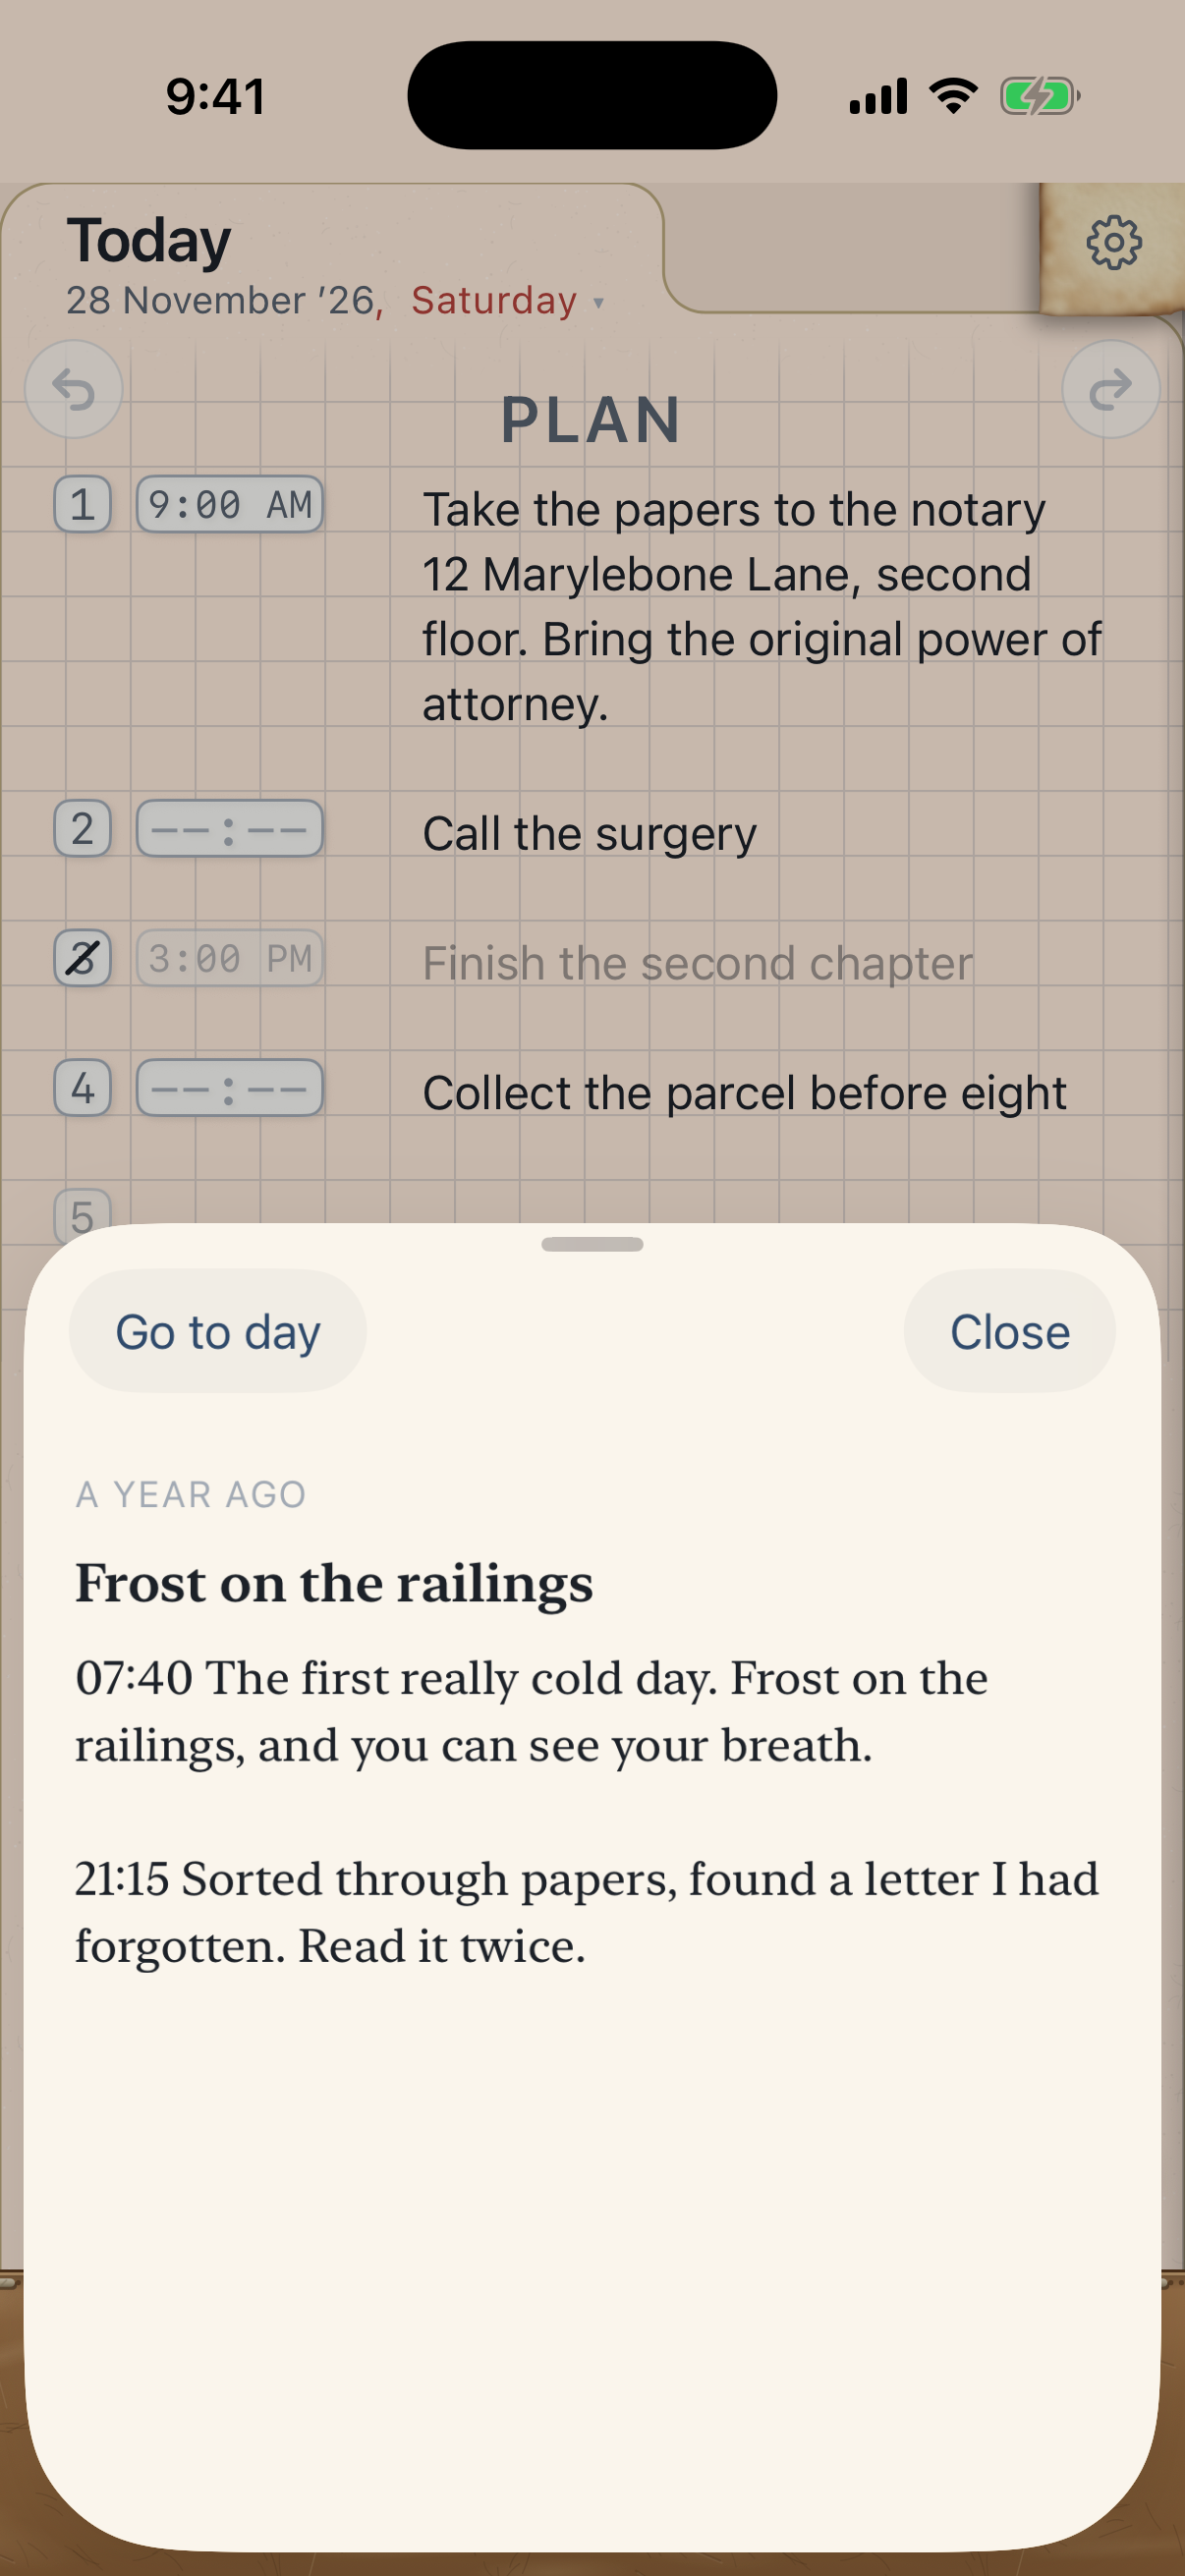 9:41
Today
28 November ’26, Saturday ▾
PLAN
1 9:00 AM Take the papers to the notary
12 Marylebone Lane, second
floor. Bring the original power of
attorney.
2 --:-- Call the surgery
3 3:00 PM Finish the second chapter
4 --:-- Collect the parcel before eight
5
Go to day Close
A YEAR AGO
Frost on the railings
07:40 The first really cold day. Frost on the
railings, and you can see your breath.
21:15 Sorted through papers, found a letter I had
forgotten. Read it twice.